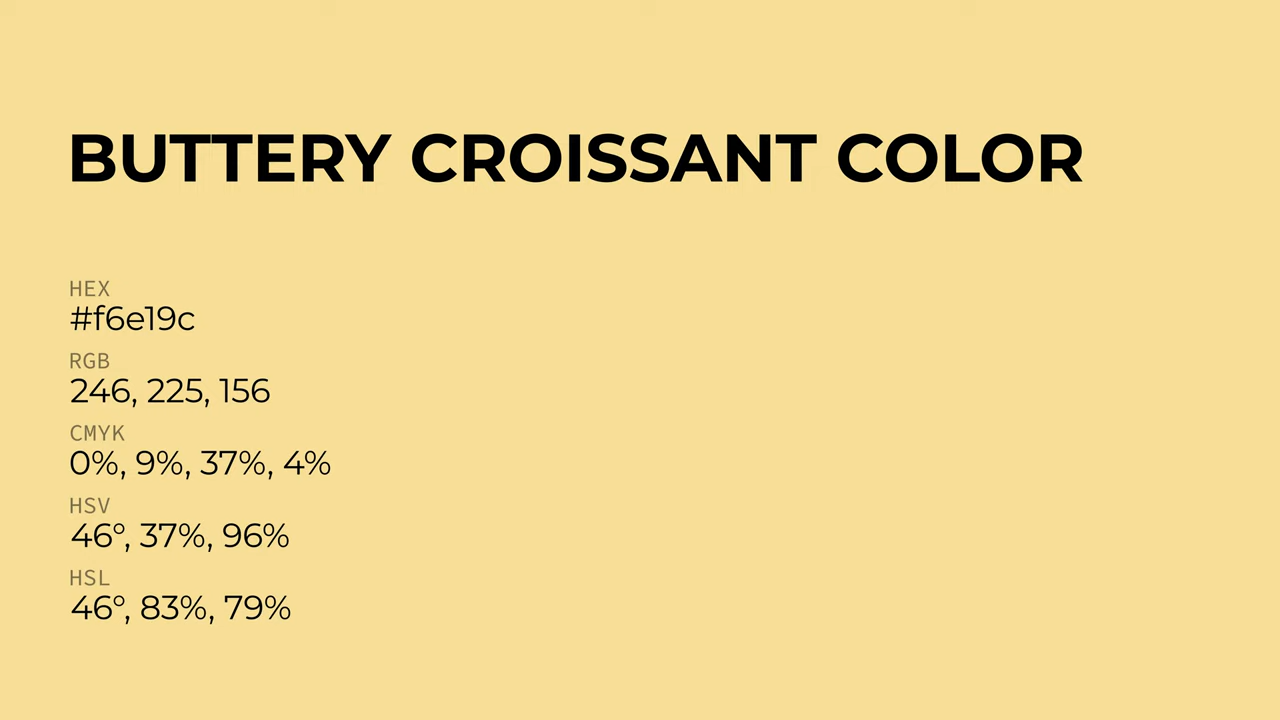 BUTTERY CROISSANT COLOR
HEX
#f6e19c
RGB
246, 225, 156
CMYK
0%, 9%, 37%, 4%
HSV
46°, 37%, 96%
HSL
46°, 83%, 79%